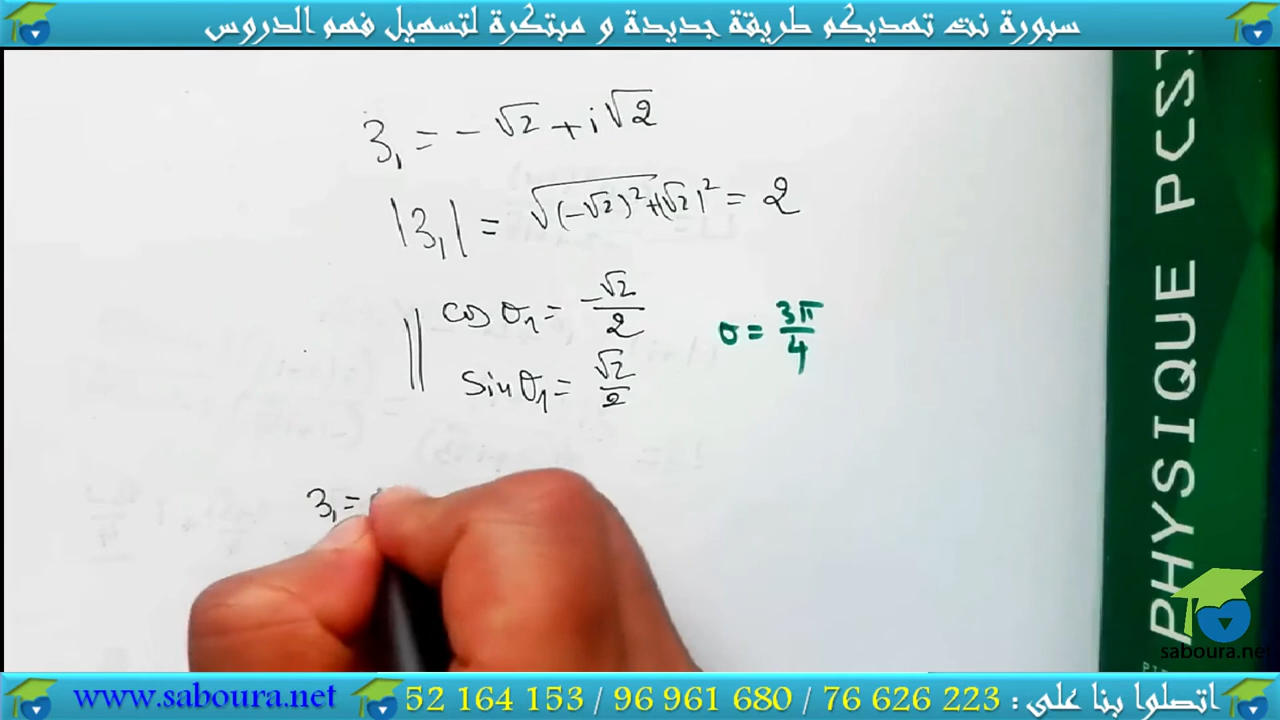 سبورة نت تهديكم طريقة جديدة و مبتكرة لتسهيل فهم الدروس
z₁ = -√2 + i√2
|z₁| = √(-√2)² + (√2)² = 2
cos θ₁ = -√2/2
θ = 3π/4
sin θ₁ = √2/2
z₁ =
PHYSIQUE PCST
saboura.net
www.saboura.net
اتصلوا بنا على : 52 164 153 / 96 961 680 / 76 626 223